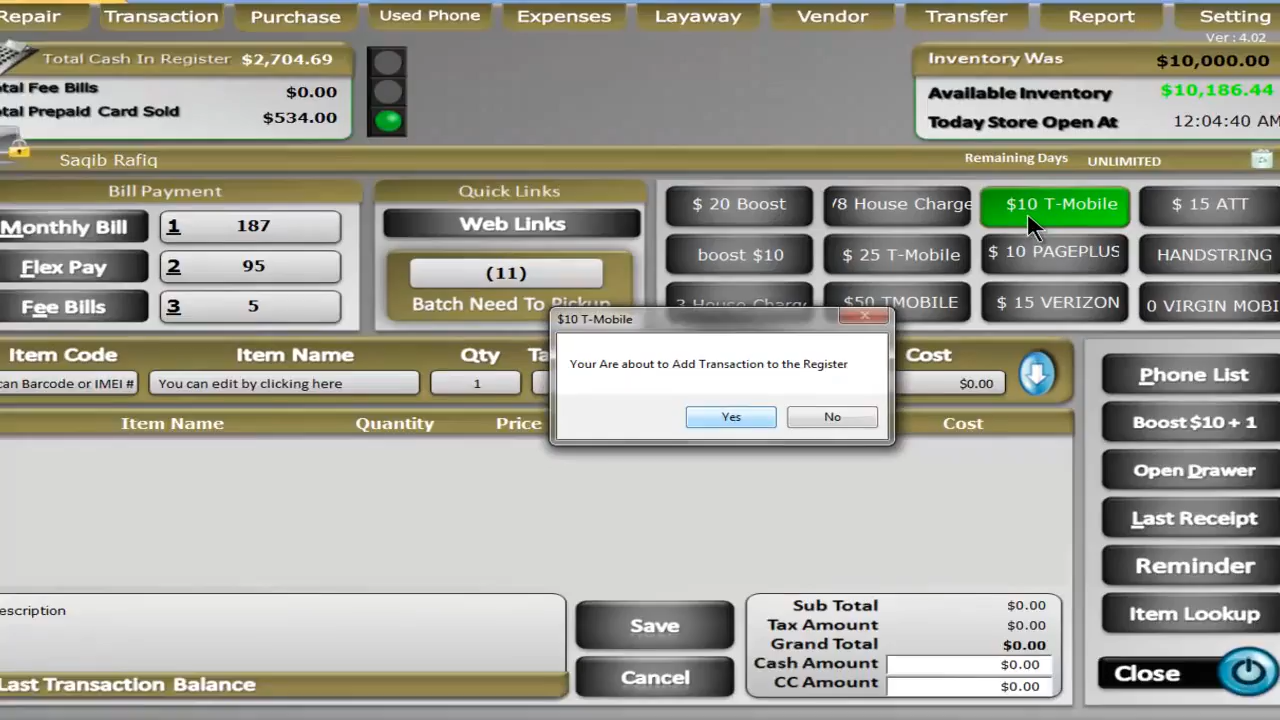 Repair Transaction Purchase Used Phone Expenses Layaway Vendor Transfer Report Setting
Ver : 4.02
Total Cash In Register $2,704.69
tal Fee Bills $0.00
tal Prepaid Card Sold $534.00
Inventory Was $10,000.00
Available Inventory $10,186.44
Today Store Open At 12:04:40 AM
Saqib Rafiq
Remaining Days UNLIMITED
Bill Payment
Monthly Bill 1 187
Flex Pay 2 95
Fee Bills 3 5
Quick Links
Web Links
(11)
Batch Need To Pickup
$ 20 Boost /8 House Charge $10 T-Mobile $ 15 ATT
boost $10 $ 25 T-Mobile $ 10 PAGEPLUS HANDSTRING
3 House Charg $50 TMOBILE $ 15 VERIZON 0 VIRGIN MOBI
$10 T-Mobile
Your Are about to Add Transaction to the Register
Yes No
Item Code Item Name Qty Ta Cost
can Barcode or IMEI # You can edit by clicking here 1 $0.00
Item Name Quantity Price Cost
Phone List
Boost $10 + 1
Open Drawer
Last Receipt
Reminder
Item Lookup
Close
escription
Last Transaction Balance
Save
Cancel
Sub Total $0.00
Tax Amount $0.00
Grand Total $0.00
Cash Amount $0.00
CC Amount $0.00